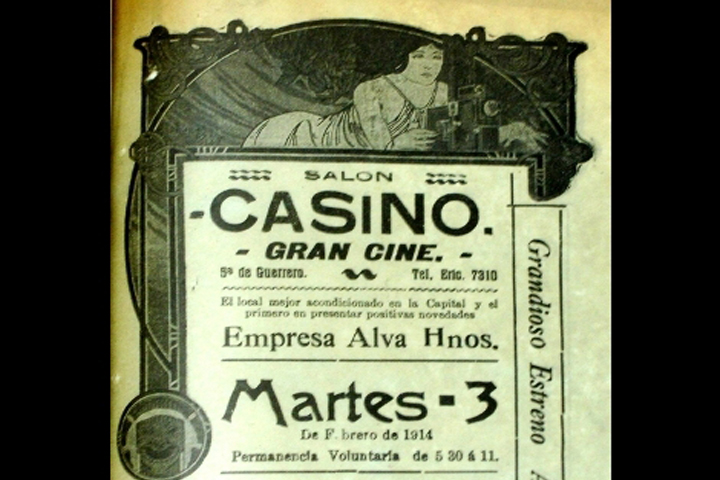 SALON
-CASINO.
- GRAN CINE. -
5ª de Guerrero. Tel. Eric. 7310
El local mejor acondicionado en la Capital y el
primero en presentar positivas novedades
Empresa Alva Hnos.
Martes - 3
De F brero de 1914
Permanencia Voluntaria de 5 30 á 11.
Grandioso Estreno